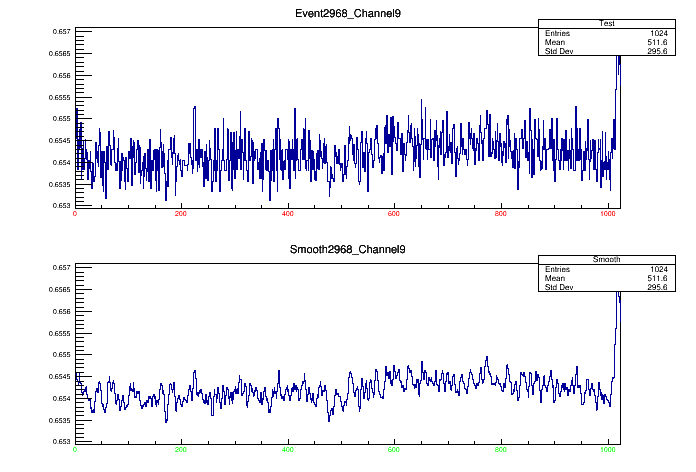 Event2968_Channel9
Test
Entries 1024
Mean 511.6
Std Dev 295.6
0.657
0.6565
0.656
0.6555
0.655
0.6545
0.654
0.6535
0.653
0 200 400 600 800 1000
Smooth2968_Channel9
Smooth
Entries 1024
Mean 511.6
Std Dev 295.6
0.657
0.6565
0.656
0.6555
0.655
0.6545
0.654
0.6535
0.653
0 200 400 600 800 1000